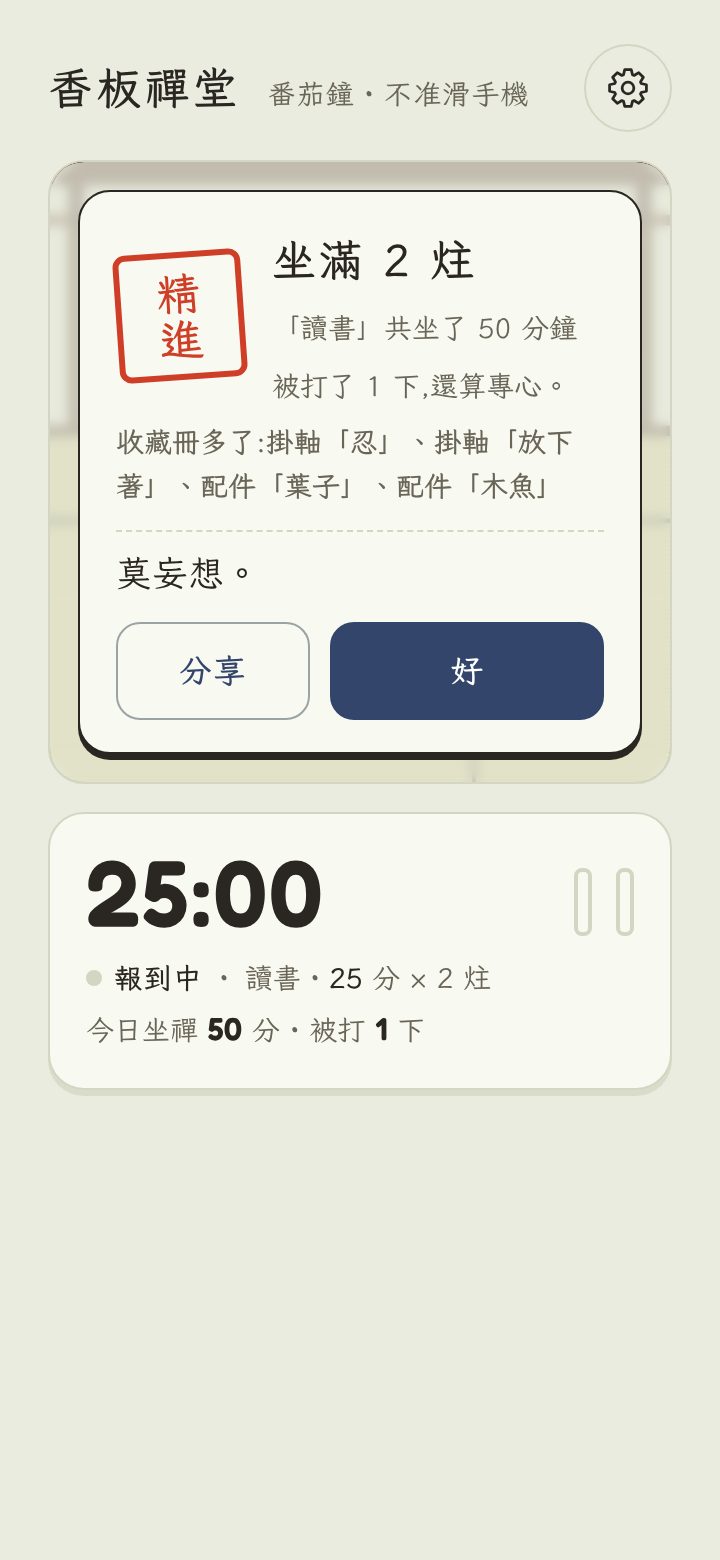 香板禪堂 番茄鐘・不准滑手機
精進
坐滿 2 炷
「讀書」共坐了 50 分鐘
被打了 1 下,還算專心。
收藏冊多了:掛軸「忍」、掛軸「放下
著」、配件「葉子」、配件「木魚」
莫妄想。
分享 好
25:00
報到中 ・ 讀書・25 分 × 2 炷
今日坐禪 50 分・被打 1 下